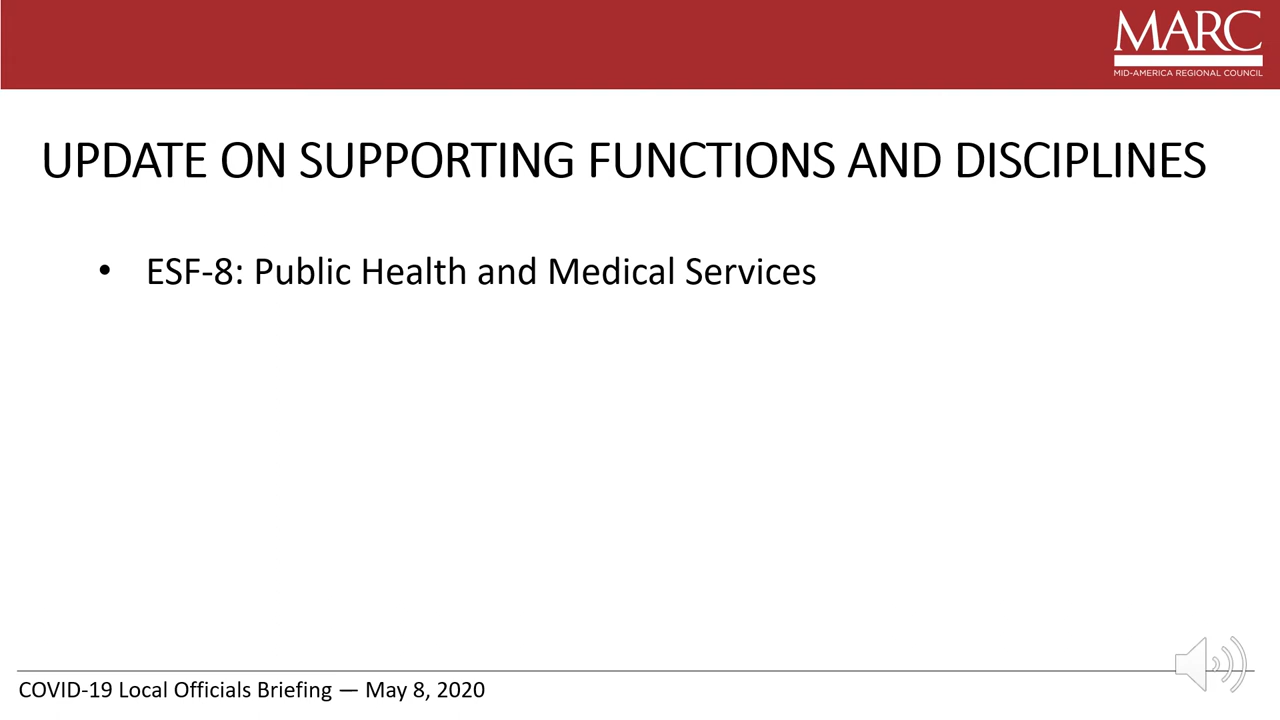 MARC
MID-AMERICA REGIONAL COUNCIL
UPDATE ON SUPPORTING FUNCTIONS AND DISCIPLINES
• ESF-8: Public Health and Medical Services
COVID-19 Local Officials Briefing — May 8, 2020